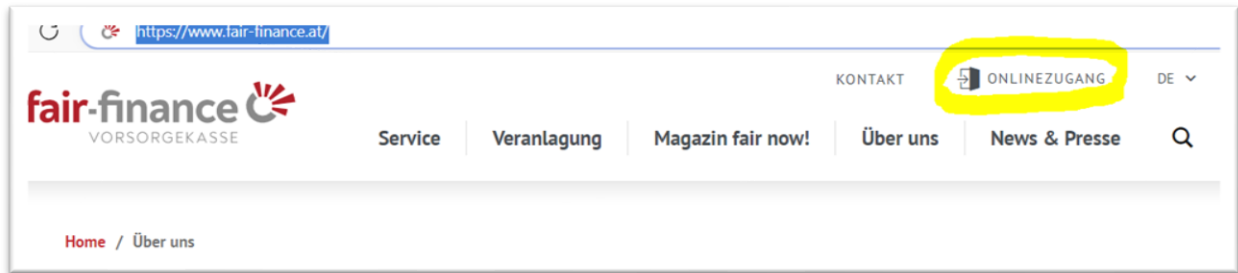 https://www.fair-finance.at/
KONTAKT ONLINEZUGANG DE
fair-finance
VORSORGEKASSE
Service Veranlagung Magazin fair now! Über uns News & Presse
Home / Über uns